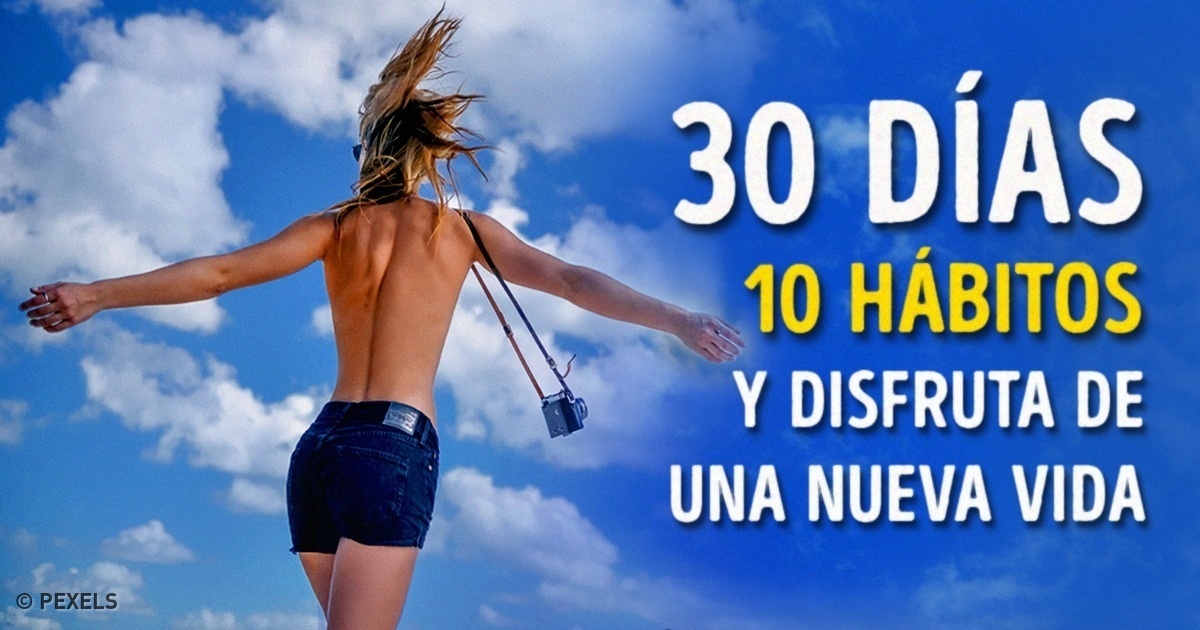 30 DÍAS
10 HÁBITOS
Y DISFRUTA DE
UNA NUEVA VIDA
© PEXELS